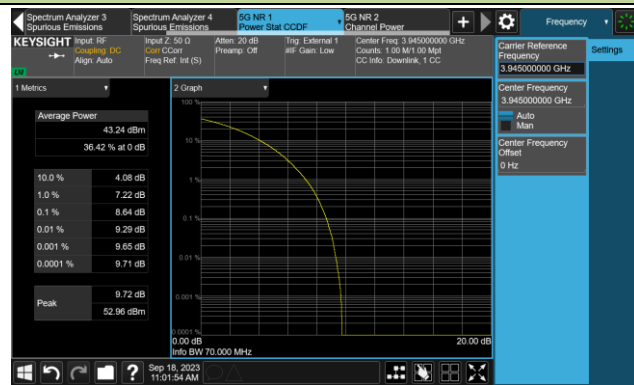 Spectrum Analyzer 3
Spurious Emissions
Spectrum Analyzer 4
Spurious Emissions
5G NR 1
Power Stat CCDF
5G NR 2
Channel Power
Frequency
KEYSIGHT
Input: RF
Coupling: DC
Align: Auto
Input Z: 50 Ω
Corr CCorr
Freq Ref: Int (S)
Atten: 20 dB
Preamp: Off
Trig: External 1
#IF Gain: Low
Center Freq: 3.945000000 GHz
Counts: 1.00 M/1.00 Mpt
CC Info: Downlink, 1 CC
LXI
1 Metrics
Average Power
43.24 dBm
36.42 % at 0 dB
10.0 % 4.08 dB
1.0 % 7.22 dB
0.1 % 8.64 dB
0.01 % 9.29 dB
0.001 % 9.65 dB
0.0001 % 9.71 dB
Peak
9.72 dB
52.96 dBm
2 Graph
100 %
10 %
1 %
0.1 %
0.01 %
0.001 %
0.0001 %
0.00 dB
20.00 dB
Info BW 70.000 MHz
Carrier Reference
Frequency
3.945000000 GHz
Center Frequency
3.945000000 GHz
Auto
Man
Center Frequency
Offset
0 Hz
Settings
?
Sep 18, 2023
11:01:54 AM